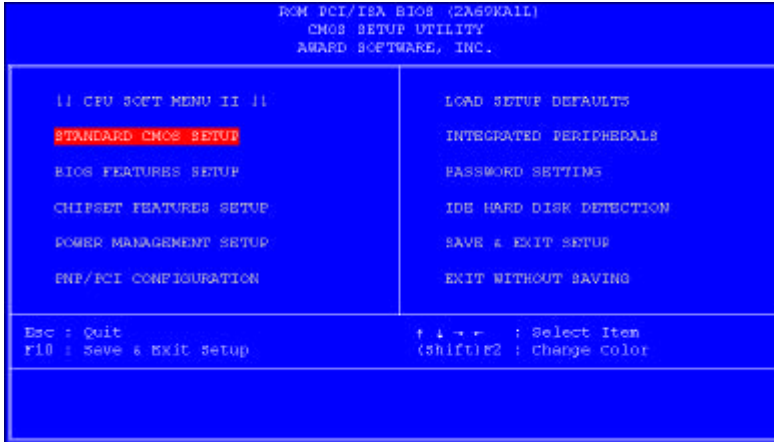 ROM PCI/ISA BIOS (2A69KA1L)
CMOS SETUP UTILITY
AWARD SOFTWARE, INC.
!! CPU SOFT MENU II !!
STANDARD CMOS SETUP
BIOS FEATURES SETUP
CHIPSET FEATURES SETUP
POWER MANAGEMENT SETUP
PNP/PCI CONFIGURATION
LOAD SETUP DEFAULTS
INTEGRATED PERIPHERALS
PASSWORD SETTING
IDE HARD DISK DETECTION
SAVE & EXIT SETUP
EXIT WITHOUT SAVING
Esc : Quit
F10 : Save & Exit Setup
↑ ↓ → ← : Select Item
(Shift)F2 : Change Color